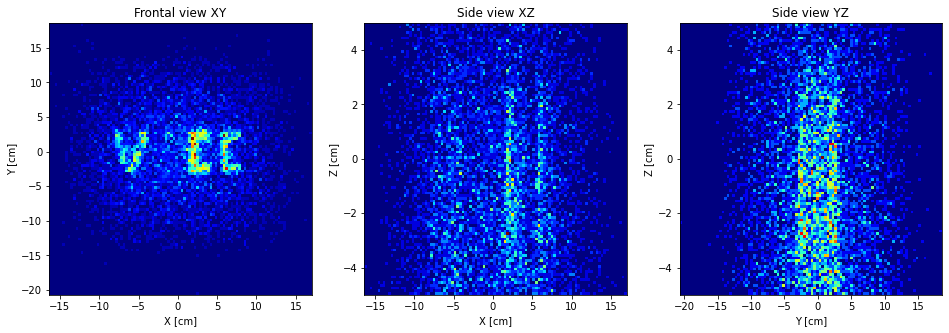 Frontal view XY
15
10
5
0
−5
−10
−15
−20
Y [cm]
−15 −10 −5 0 5 10 15
X [cm]
Side view XZ
4
2
0
−2
−4
Z [cm]
−15 −10 −5 0 5 10 15
X [cm]
Side view YZ
4
2
0
−2
−4
Z [cm]
−20 −15 −10 −5 0 5 10 15
Y [cm]